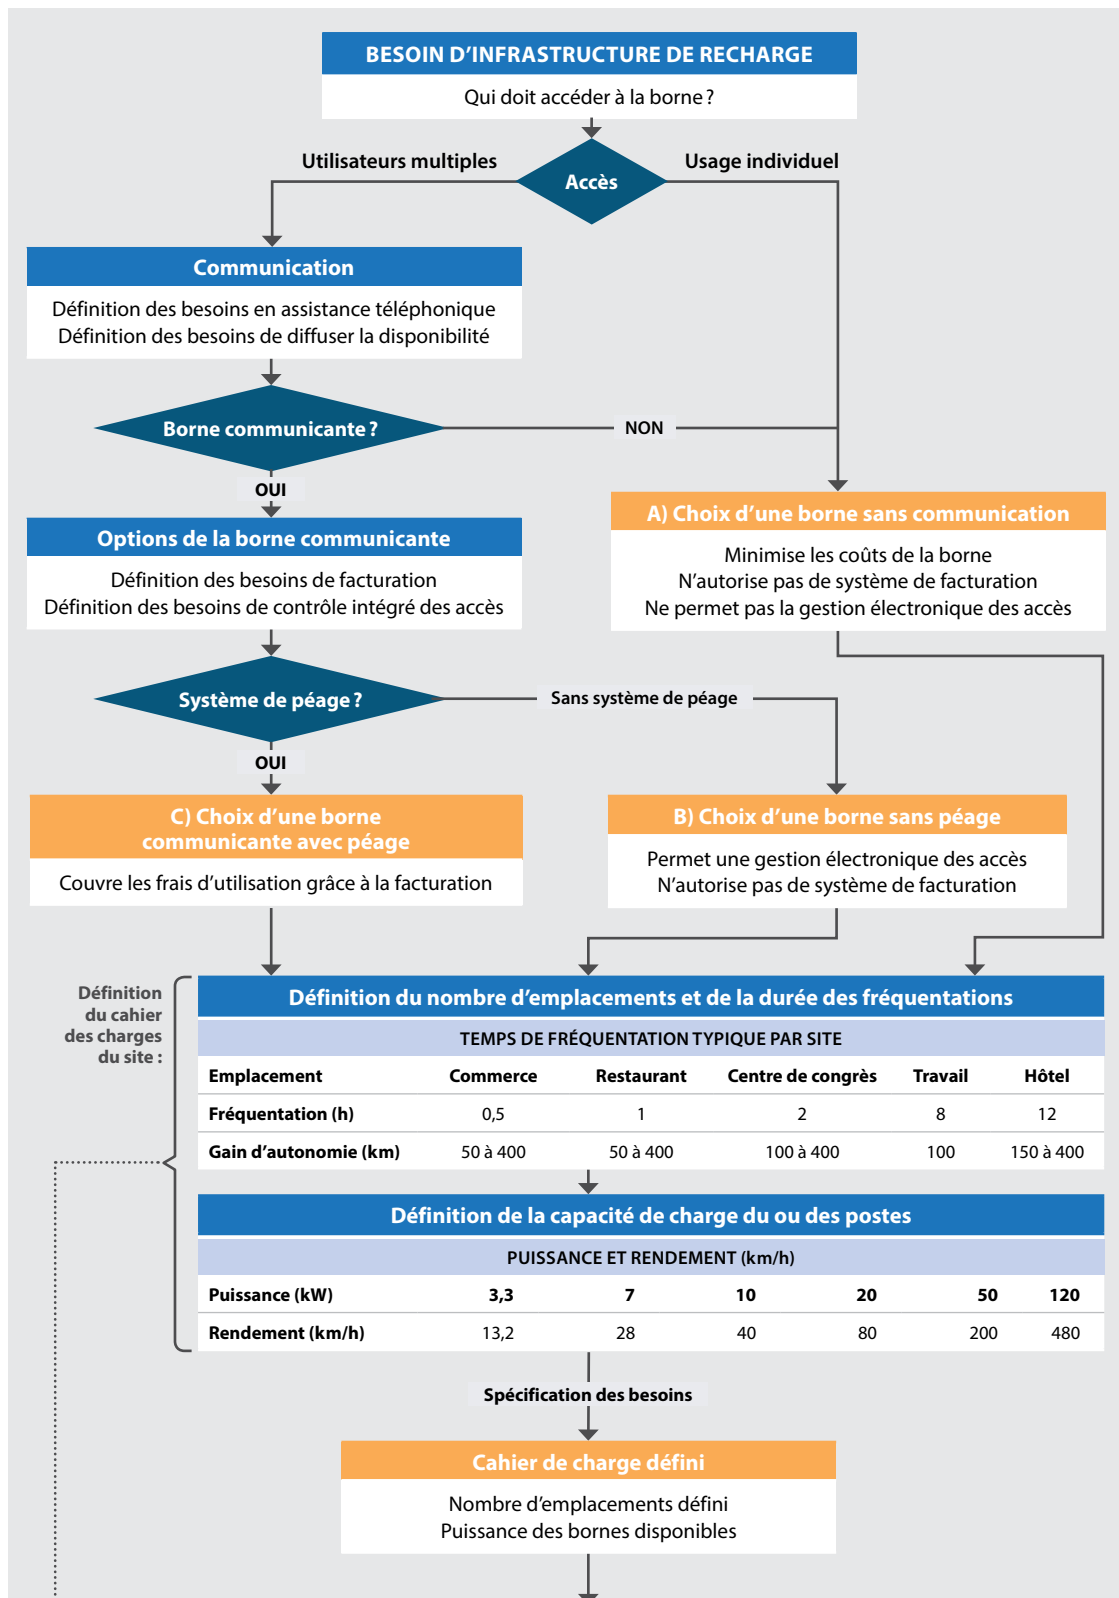 BESOIN D’INFRASTRUCTURE DE RECHARGE
Qui doit accéder à la borne ?
Utilisateurs multiples
Usage individuel
Accès
Communication
Définition des besoins en assistance téléphonique
Définition des besoins de diffuser la disponibilité
Borne communicante ?
NON
OUI
A) Choix d’une borne sans communication
Minimise les coûts de la borne
N’autorise pas de système de facturation
Ne permet pas la gestion électronique des accès
Options de la borne communicante
Définition des besoins de facturation
Définition des besoins de contrôle intégré des accès
Système de péage ?
Sans système de péage
OUI
C) Choix d’une borne
communicante avec péage
Couvre les frais d’utilisation grâce à la facturation
B) Choix d’une borne sans péage
Permet une gestion électronique des accès
N’autorise pas de système de facturation
Définition
du cahier
des charges
du site :
Définition du nombre d’emplacements et de la durée des fréquentations
TEMPS DE FRÉQUENTATION TYPIQUE PAR SITE
Emplacement Commerce Restaurant Centre de congrès Travail Hôtel
Fréquentation (h) 0,5 1 2 8 12
Gain d’autonomie (km) 50 à 400 50 à 400 100 à 400 100 150 à 400
Définition de la capacité de charge du ou des postes
PUISSANCE ET RENDEMENT (km/h)
Puissance (kW) 3,3 7 10 20 50 120
Rendement (km/h) 13,2 28 40 80 200 480
Spécification des besoins
Cahier de charge défini
Nombre d’emplacements défini
Puissance des bornes disponibles